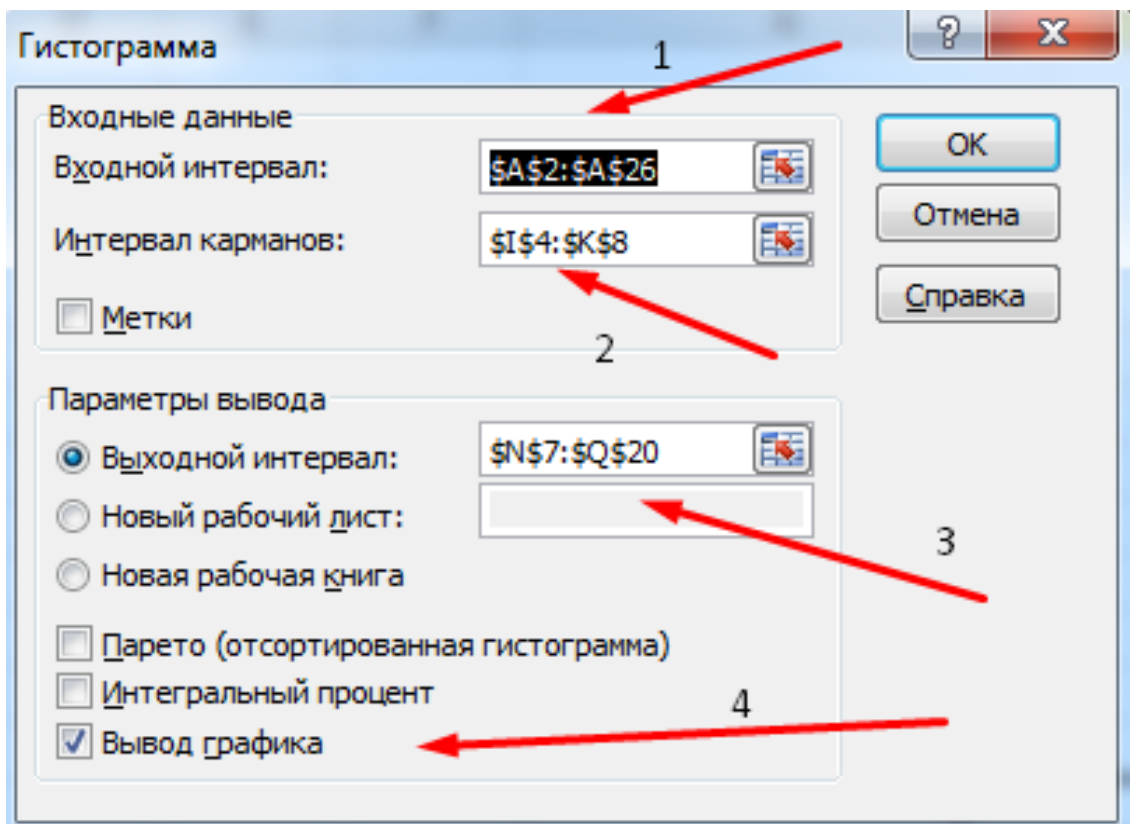 Гистограмма
1
Входные данные
Входной интервал: $A$2:$A$26
Интервал карманов: $I$4:$K$8
Метки
2
Параметры вывода
Выходной интервал: $N$7:$Q$20
Новый рабочий лист:
Новая рабочая книга
3
Парето (отсортированная гистограмма)
Интегральный процент
4
Вывод графика
?
X
OK
Отмена
Справка